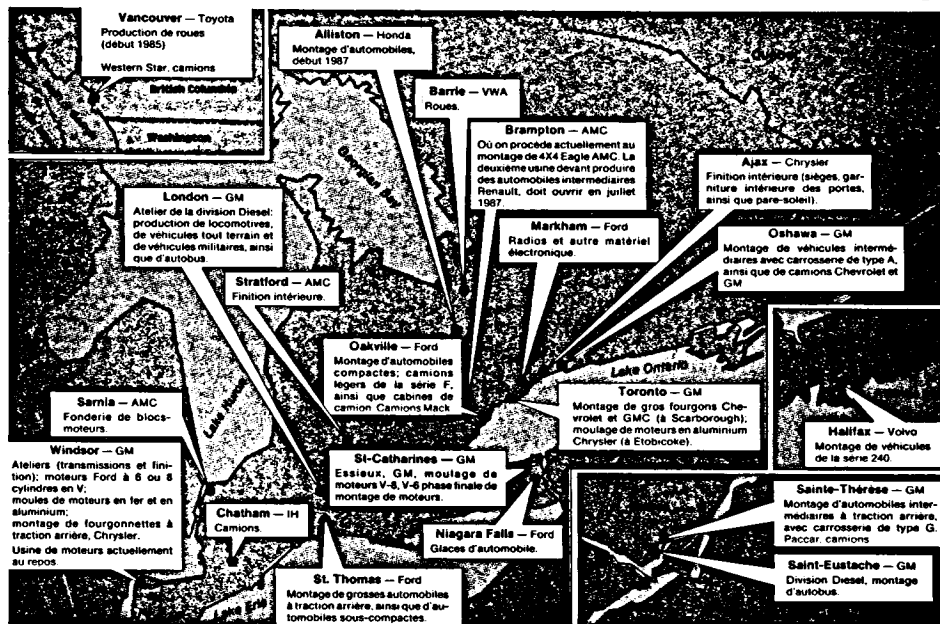 Vancouver — Toyota
Production de roues
(début 1985)
Western Star, camions
British Columbia
Washington
Alliston — Honda
Montage d'automobiles,
début 1987
Barrie — VWA
Roues.
Brampton — AMC
Où on procède actuellement au
montage de 4X4 Eagle AMC. La
deuxième usine devant produire
des automobiles intermédiaires
Renault, doit ouvrir en juillet
1987.
Ajax — Chrysler
Finition intérieure (sièges, gar-
niture intérieure des portes,
ainsi que pare-soleil).
London — GM
Atelier de la division Diesel:
production de locomotives,
de véhicules tout terrain et
de véhicules militaires, ainsi
que d'autobus.
Georgian Bay
Markham — Ford
Radios et autre matériel
électronique.
Oshawa — GM
Montage de véhicules intermé-
diaires avec carrosserie de type A,
ainsi que de camions Chevrolet et
GM
Stratford — AMC
Finition intérieure.
Oakville — Ford
Montage d'automobiles
compactes; camions
légers de la série F,
ainsi que cabines de
camion. Camions Mack
Lake Ontario
Toronto — GM
Montage de gros fourgons Che-
vrolet et GMC (à Scarborough);
moulage de moteurs en aluminium
Chrysler (à Etobicoke).
Halifax — Volvo
Montage de véhicules
de la série 240.
Sarnia — AMC
Fonderie de blocs-
moteurs.
Lake Huron
Windsor — GM
Ateliers (transmissions et fini-
tion); moteurs Ford à 6 ou 8
cylindres en V;
moules de moteurs en fer et en
aluminium;
montage de fourgonnettes à
traction arrière, Chrysler.
Usine de moteurs actuellement
au repos.
St-Catharines — GM
Essieux, GM, moulage de
moteurs V-8, V-6 phase finale de
montage de moteurs.
Chatham — IH
Camions.
Niagara Falls — Ford
Glaces d'automobile.
Sainte-Thérèse — GM
Montage d'automobiles inter-
médiaires à traction arrière,
avec carrosserie de type G.
Paccar, camions
Saint-Eustache — GM
Division Diesel, montage
d'autobus.
St. Thomas — Ford
Montage de grosses automobiles
à traction arrière, ainsi que d'au-
tomobiles sous-compactes.
Lake Erie